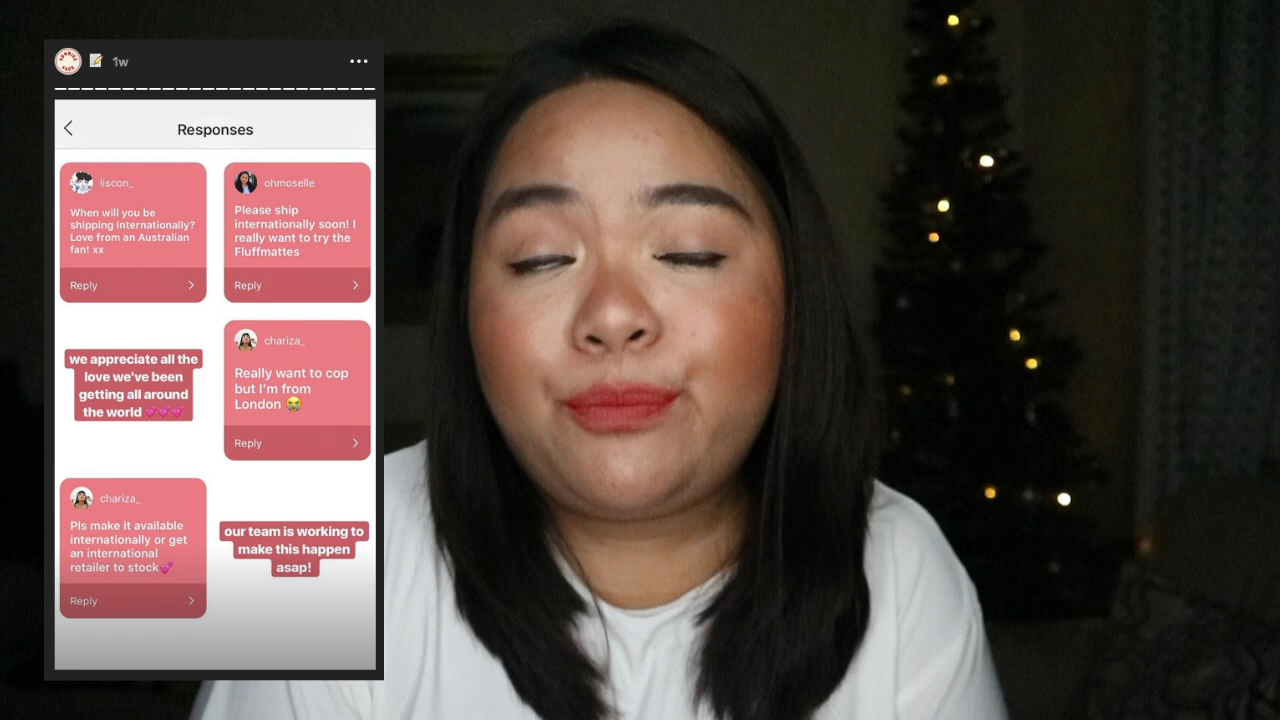 SUNNIES
FACE
1w
Responses
liscon_
When will you be
shipping internationally?
Love from an Australian
fan! xx
Reply
ohmoselle
Please ship
internationally soon! I
really want to try the
Fluffmattes
Reply
we appreciate all the
love we've been
getting all around
the world 💞💞💞
chariza_
Really want to cop
but I'm from
London 😭
Reply
chariza_
Pls make it available
internationally or get
an international
retailer to stock💞
Reply
our team is working to
make this happen
asap!